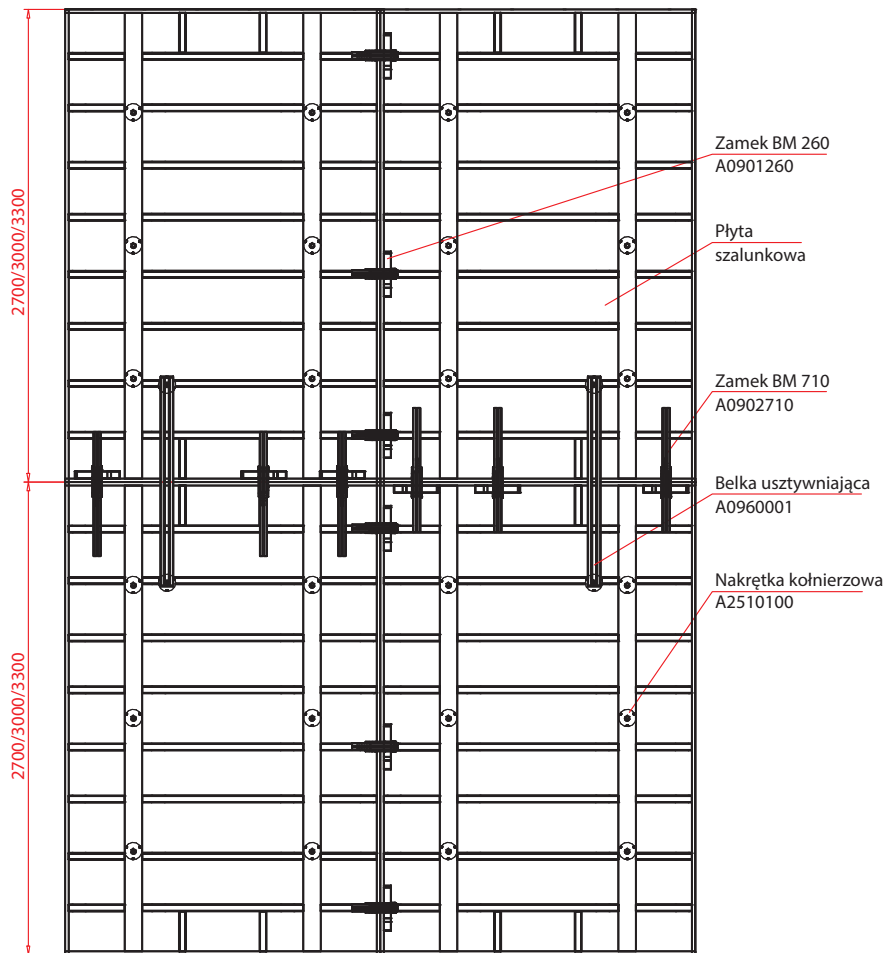 2700/3000/3300
Zamek BM 260
A0901260
Płyta
szalunkowa
Zamek BM 710
A0902710
Belka usztywniająca
A0960001
Nakrętka kołnierzowa
A2510100
2700/3000/3300